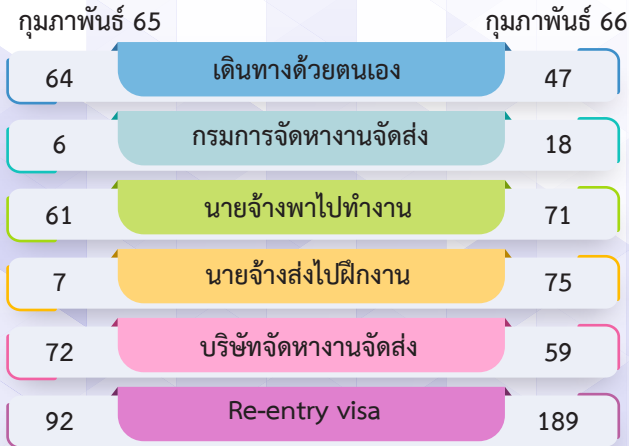 กุมภาพันธ์ 65 กุมภาพันธ์ 66
64 เดินทางด้วยตนเอง 47
6 กรมการจัดหางานจัดส่ง 18
61 นายจ้างพาไปทำงาน 71
7 นายจ้างส่งไปฝึกงาน 75
72 บริษัทจัดหางานจัดส่ง 59
92 Re-entry visa 189